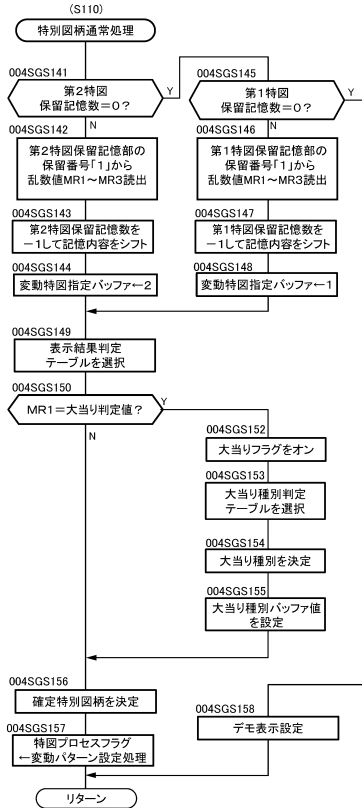 (S110)
特別図柄通常処理
004SGS141
第2特図
保留記憶数=0?
Y
N
004SGS145
第1特図
保留記憶数=0?
Y
N
004SGS142
第2特図保留記憶部の
保留番号「1」から
乱数値MR1～MR3読出
004SGS146
第1特図保留記憶部の
保留番号「1」から
乱数値MR1～MR3読出
004SGS143
第2特図保留記憶数を
－1して記憶内容をシフト
004SGS147
第1特図保留記憶数を
－1して記憶内容をシフト
004SGS144
変動特図指定バッファ←2
004SGS148
変動特図指定バッファ←1
004SGS149
表示結果判定
テーブルを選択
004SGS150
MR1=大当り判定値?
Y
N
004SGS152
大当りフラグをオン
004SGS153
大当り種別判定
テーブルを選択
004SGS154
大当り種別を決定
004SGS155
大当り種別バッファ値
を設定
004SGS156
確定特別図柄を決定
004SGS157
特図プロセスフラグ
←変動パターン設定処理
004SGS158
デモ表示設定
リターン